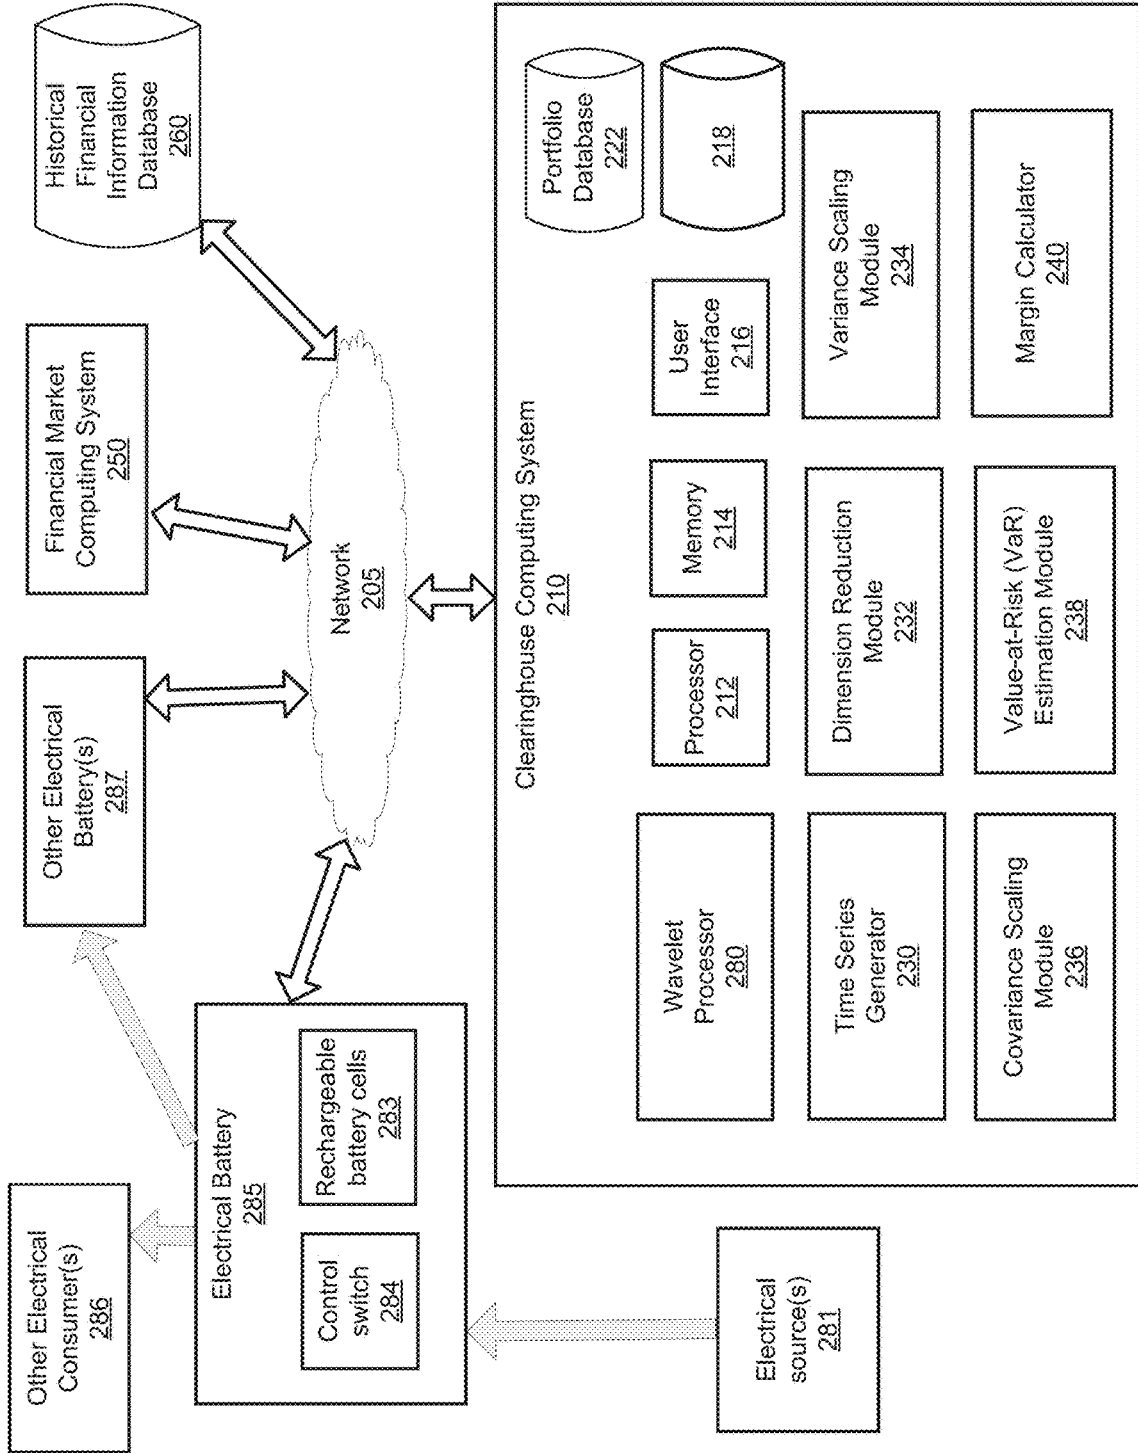 Other Electrical
Consumer(s)
286
Other Electrical
Battery(s)
287
Financial Market
Computing System
250
Historical
Financial
Information
Database
260
Electrical Battery
285
Control
switch
284
Rechargeable
battery cells
283
Network
205
Electrical
source(s)
281
Clearinghouse Computing System
210
Wavelet
Processor
280
Processor
212
Memory
214
User
Interface
216
Portfolio
Database
222
218
Time Series
Generator
230
Dimension Reduction
Module
232
Variance Scaling
Module
234
Covariance Scaling
Module
236
Value-at-Risk (VaR)
Estimation Module
238
Margin Calculator
240